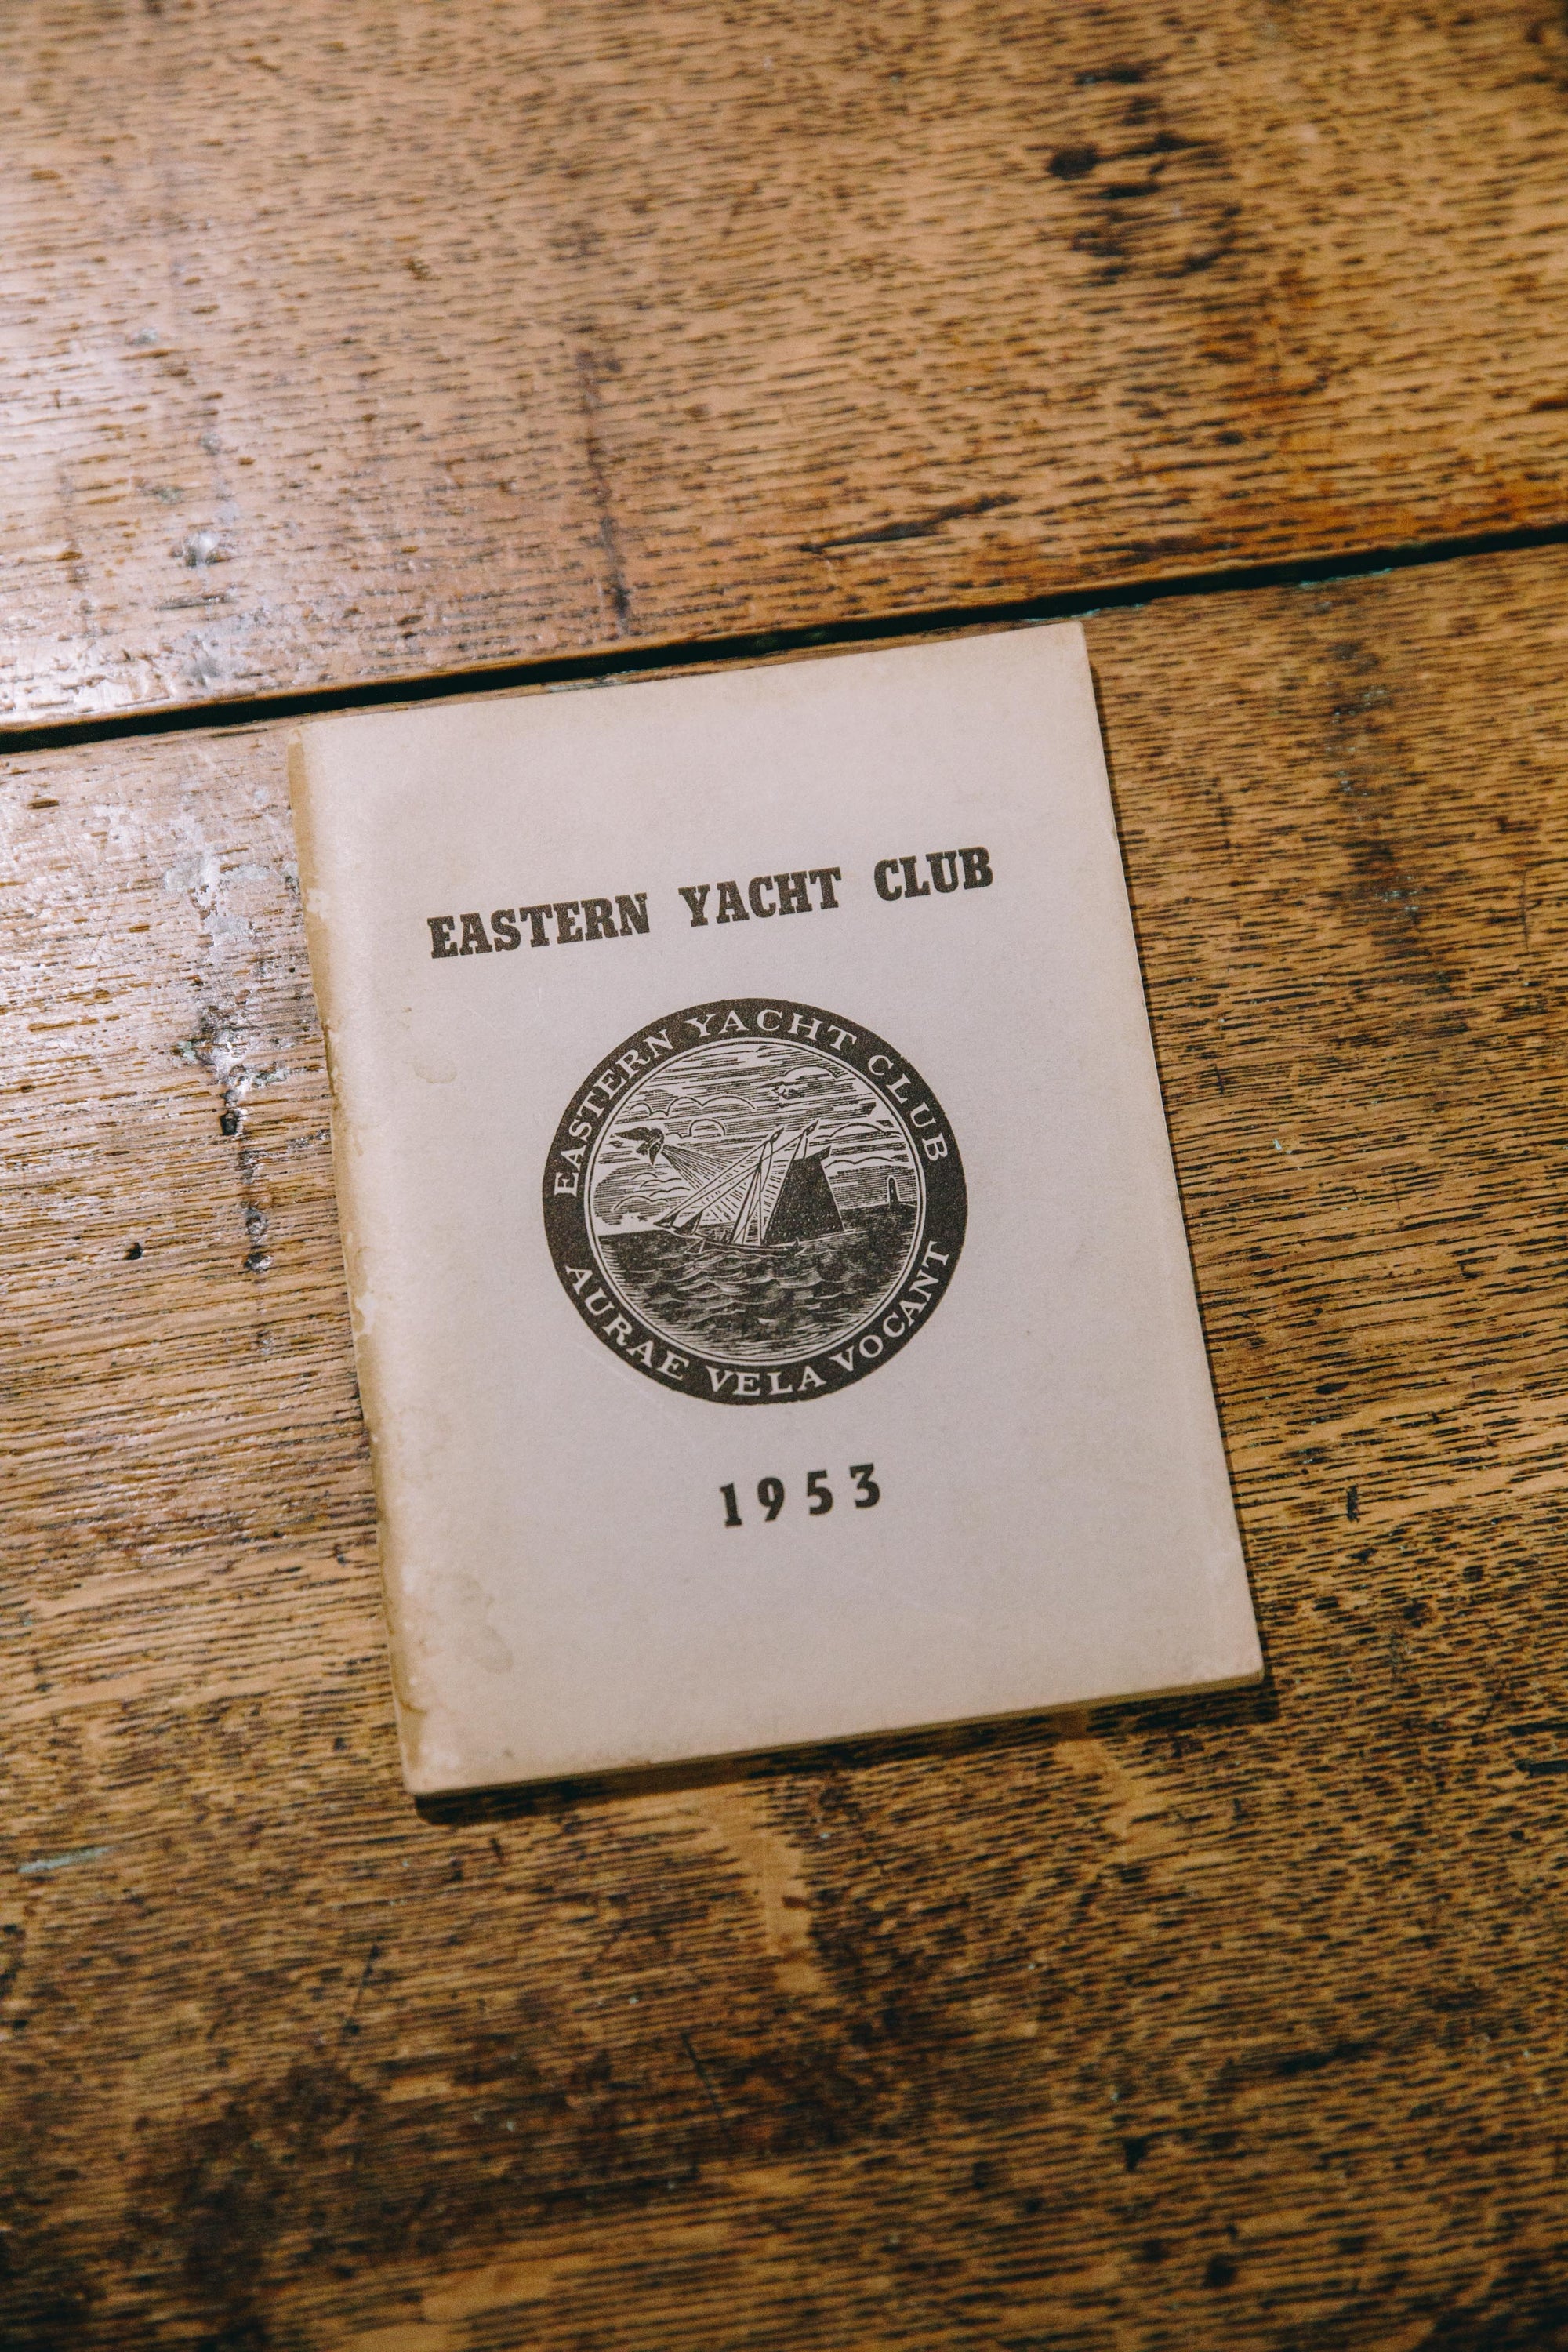 EASTERN YACHT CLUB
EASTERN YACHT CLUB
AURAE VELA VOCANT
1953